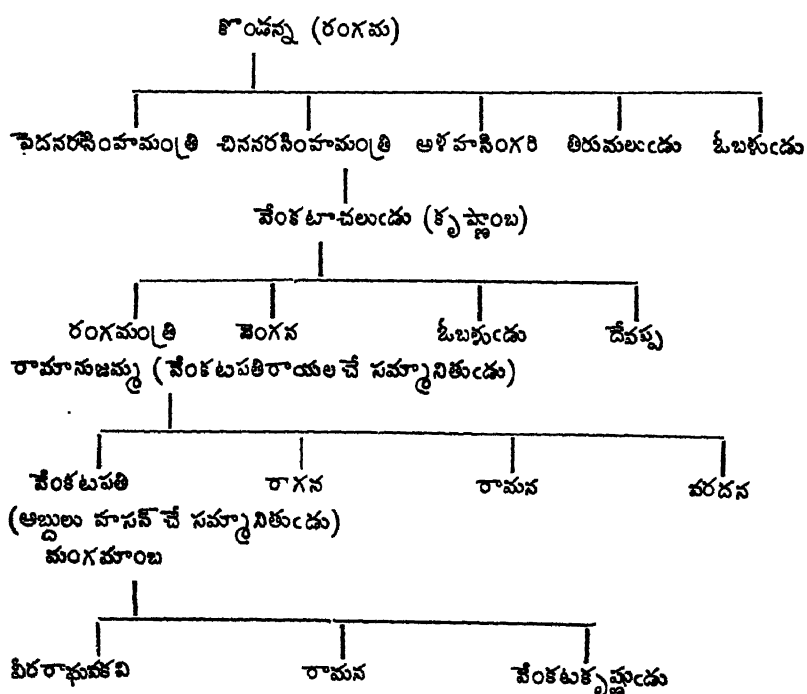 కొండన్న (రంగమ)
పెదనరసింహమంత్రి చిననరసింహమంత్రి అళహసింగరి తిరుమలుఁడు ఓబళుఁడు
వేంకటాచలుఁడు (కృష్ణాంబ)
రంగమంత్రి జెంగన ఓబళుఁడు దేవప్ప
రామానుజమ్మ (వేంకటపతిరాయలచే సమ్మానితుఁడు)
వేంకటపతి రాగన రామన వరదన
(ఆబ్దులు హసన్ చే సమ్మానితుఁడు)
మంగమాంబ
వీరరాఘవకవి రామన వేంకటకృష్ణుఁడు